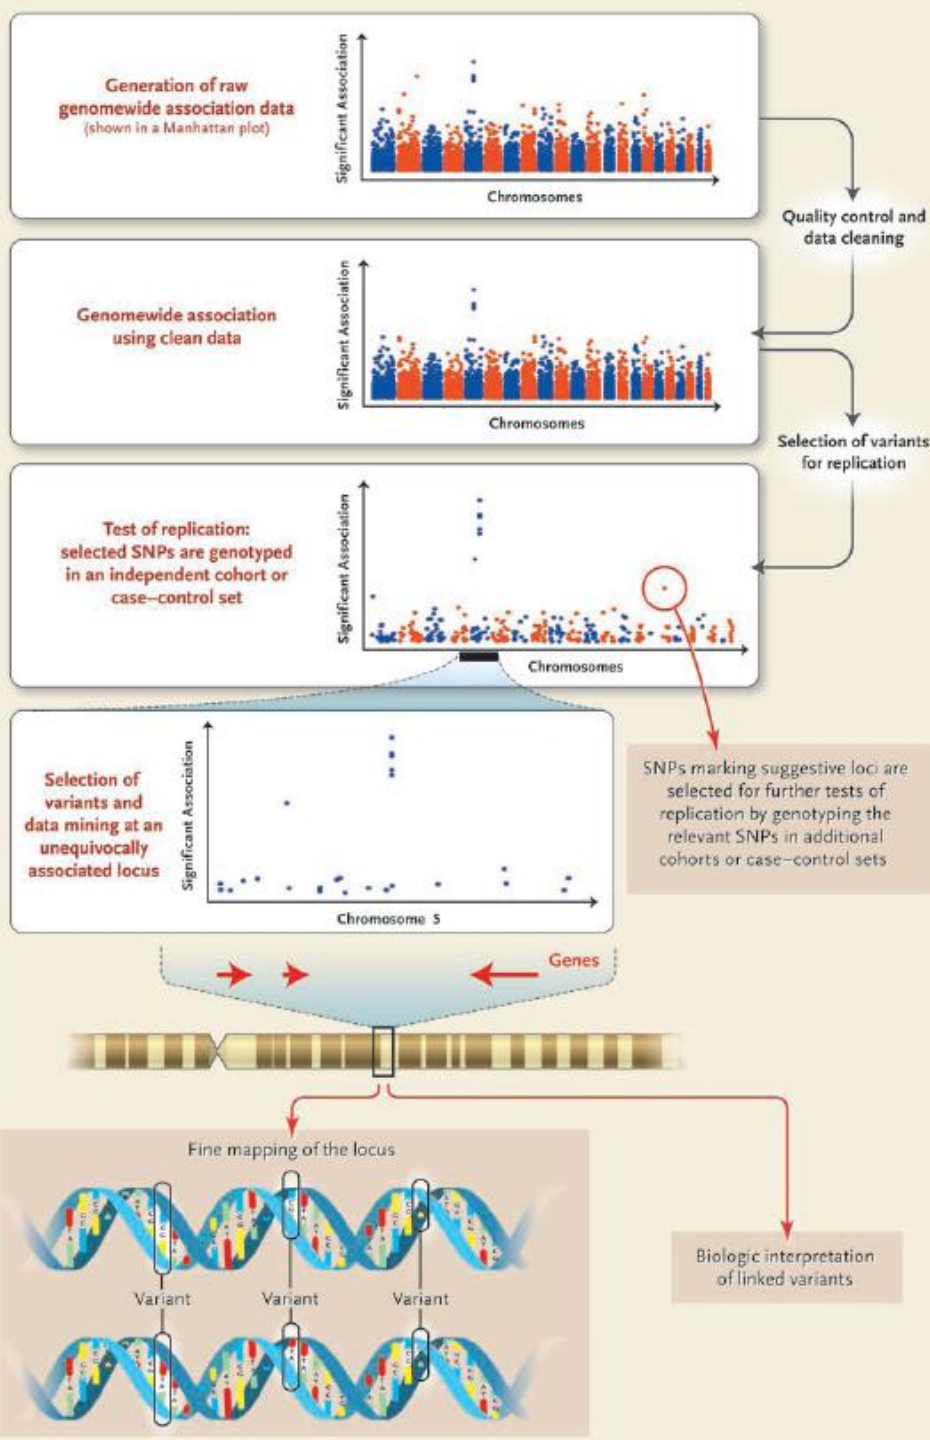 Generation of raw
genomewide association data
(shown in a Manhattan plot)
Significant Association
Chromosomes
Quality control and
data cleaning
Genomewide association
using clean data
Significant Association
Chromosomes
Selection of variants
for replication
Test of replication:
selected SNPs are genotyped
in an independent cohort or
case–control set
Significant Association
Chromosomes
Selection of
variants and
data mining at an
unequivocally
associated locus
Significant Association
Chromosome 5
SNPs marking suggestive loci are
selected for further tests of
replication by genotyping the
relevant SNPs in additional
cohorts or case–control sets
Genes
Fine mapping of the locus
Variant
Variant
Variant
Biologic interpretation
of linked variants